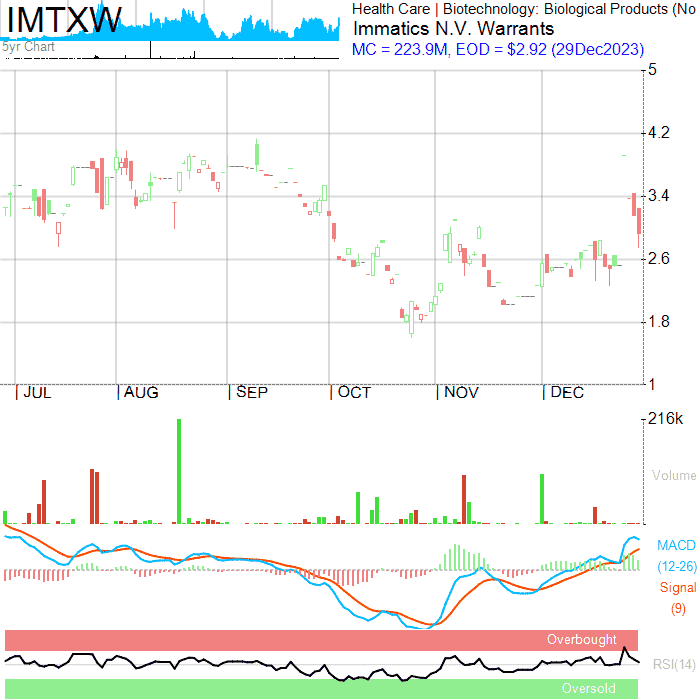 IMTXW
5yr Chart
Health Care | Biotechnology: Biological Products (No
Immatics N.V. Warrants
MC = 223.9M, EOD = $2.92 (29Dec2023)
5
4.2
3.4
2.6
1.8
1
JUL AUG SEP OCT NOV DEC
216k
Volume
MACD
(12-26)
Signal
(9)
Overbought
RSI(14)
Oversold